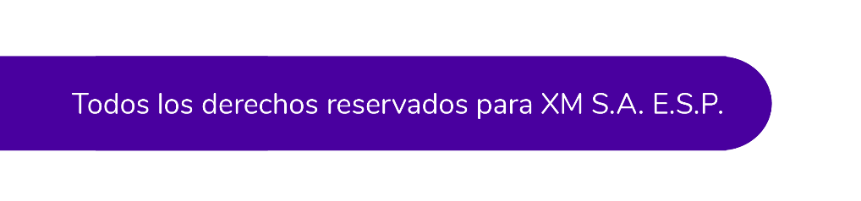 Todos los derechos reservados para XM S.A. E.S.P.